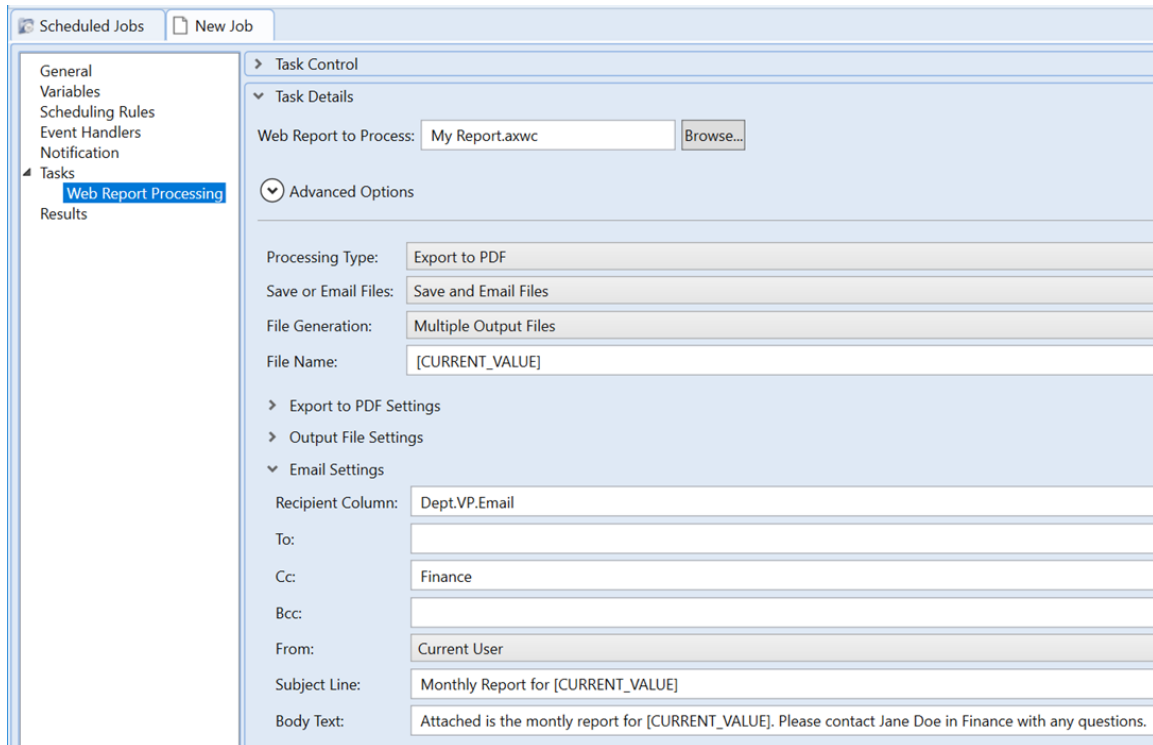 Scheduled Jobs New Job
General
Variables
Scheduling Rules
Event Handlers
Notification
Tasks
Web Report Processing
Results
Task Control
Task Details
Web Report to Process: My Report.axwc Browse...
Advanced Options
Processing Type: Export to PDF
Save or Email Files: Save and Email Files
File Generation: Multiple Output Files
File Name: [CURRENT_VALUE]
Export to PDF Settings
Output File Settings
Email Settings
Recipient Column: Dept.VP.Email
To:
Cc: Finance
Bcc:
From: Current User
Subject Line: Monthly Report for [CURRENT_VALUE]
Body Text: Attached is the montly report for [CURRENT_VALUE]. Please contact Jane Doe in Finance with any questions.